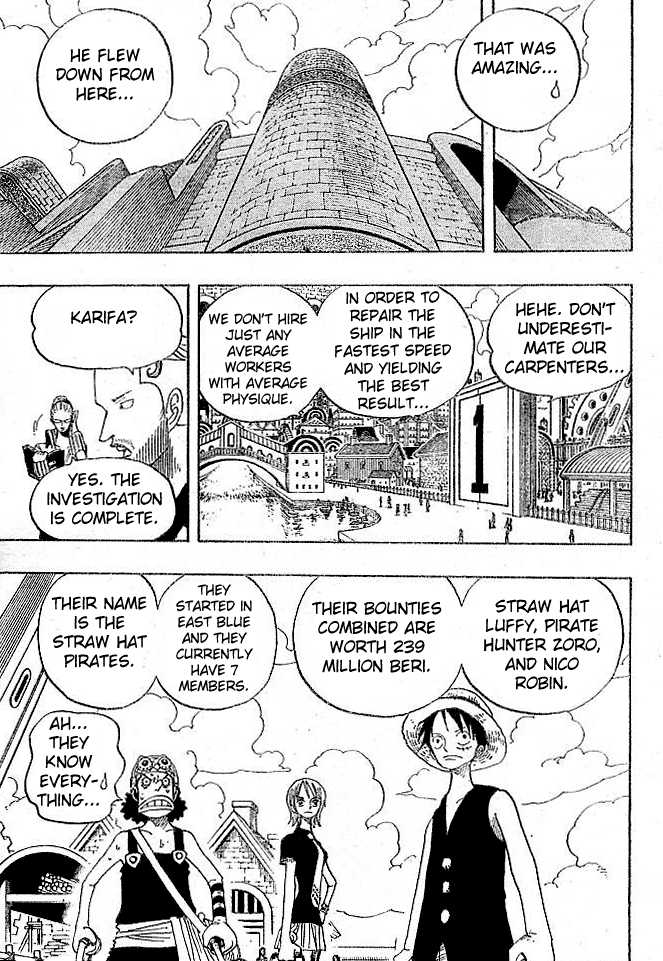 THAT WAS
AMAZING...
HE FLEW
DOWN FROM
HERE...
HEHE. DON'T
UNDERESTI-
MATE OUR
CARPENTERS...
IN ORDER TO
REPAIR THE
SHIP IN THE
FASTEST SPEED
AND YIELDING
THE BEST
RESULT...
WE DON'T HIRE
JUST ANY
AVERAGE
WORKERS
WITH AVERAGE
PHYSIQUE.
1
KARIFA?
YES. THE
INVESTIGATION
IS COMPLETE.
STRAW HAT
LUFFY, PIRATE
HUNTER ZORO,
AND NICO
ROBIN.
THEIR BOUNTIES
COMBINED ARE
WORTH 239
MILLION BERI.
THEY
STARTED IN
EAST BLUE
AND THEY
CURRENTLY
HAVE 7
MEMBERS.
THEIR NAME
IS THE
STRAW HAT
PIRATES.
AH...
THEY
KNOW
EVERY-
THING...